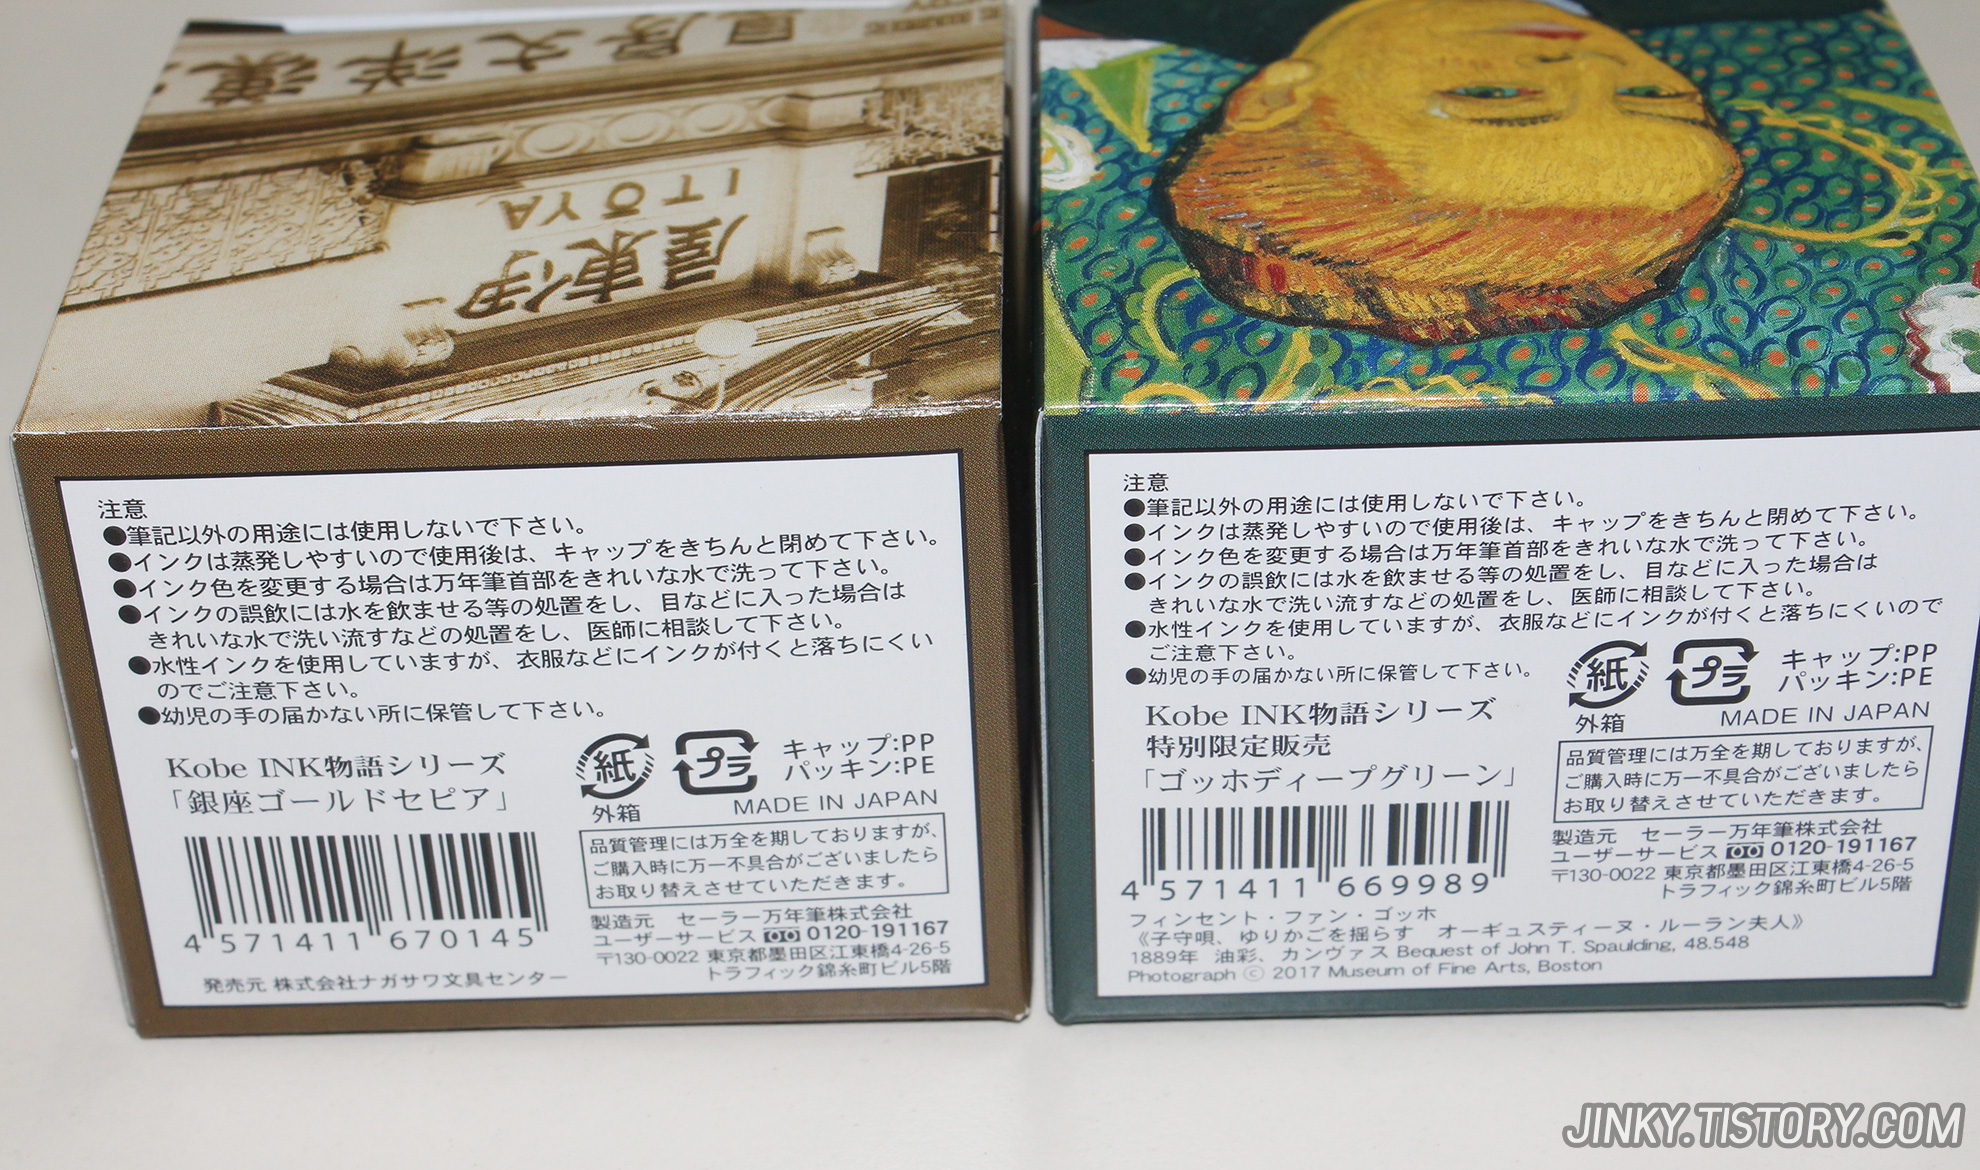 漾洋文房具
ITŌYA
伊東屋
注意
●筆記以外の用途には使用しないで下さい。
●インクは蒸発しやすいので使用後は、キャップをきちんと閉めて下さい。
●インク色を変更する場合は万年筆首部をきれいな水で洗って下さい。
●インクの誤飲には水を飲ませる等の処置をし、目などに入った場合は
きれいな水で洗い流すなどの処置をし、医師に相談して下さい。
●水性インクを使用していますが、衣服などにインクが付くと落ちにくい
のでご注意下さい。
●幼児の手の届かない所に保管して下さい。
Kobe INK物語シリーズ
「銀座ゴールドセピア」
4 571411 670145
発売元 株式会社ナガサワ文具センター
紙
外箱
プラ
キャップ:PP
パッキン:PE
MADE IN JAPAN
品質管理には万全を期しておりますが、
ご購入時に万一不具合がございましたら
お取り替えさせていただきます。
製造元 セーラー万年筆株式会社
ユーザーサービス 0120-191167
〒130-0022 東京都墨田区江東橋4-26-5
トラフィック錦糸町ビル5階
注意
●筆記以外の用途には使用しないで下さい。
●インクは蒸発しやすいので使用後は、キャップをきちんと閉めて下さい。
●インク色を変更する場合は万年筆首部をきれいな水で洗って下さい。
●インクの誤飲には水を飲ませる等の処置をし、目などに入った場合は
きれいな水で洗い流すなどの処置をし、医師に相談して下さい。
●水性インクを使用していますが、衣服などにインクが付くと落ちにくいので
ご注意下さい。
●幼児の手の届かない所に保管して下さい。
Kobe INK物語シリーズ
特別限定販売
「ゴッホディープグリーン」
4 571411 669989
紙
外箱
プラ
キャップ:PP
パッキン:PE
MADE IN JAPAN
品質管理には万全を期しておりますが、
ご購入時に万一不具合がございましたら
お取り替えさせていただきます。
製造元 セーラー万年筆株式会社
ユーザーサービス 0120-191167
〒130-0022 東京都墨田区江東橋4-26-5
トラフィック錦糸町ビル5階
フィンセント・ファン・ゴッホ
《子守唄、ゆりかごを揺らす オーギュスティーヌ・ルーラン夫人》
1889年 油彩、カンヴァス Bequest of John T. Spaulding, 48.548
Photograph © 2017 Museum of Fine Arts, Boston
JINKY.TISTORY.COM